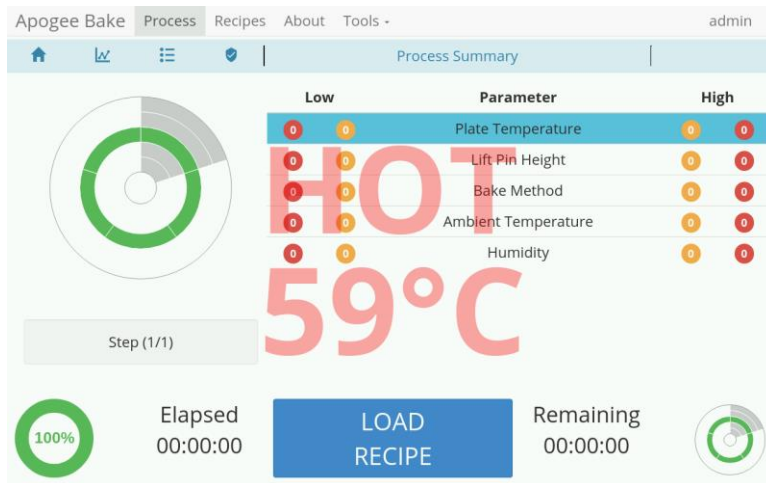 Apogee Bake Process Recipes About Tools admin
Process Summary
Low Parameter High
0 0 Plate Temperature 0 0
0 0 Lift Pin Height 0 0
0 0 Bake Method 0 0
0 0 Ambient Temperature 0 0
0 0 Humidity 0 0
HOT
59°C
Step (1/1)
100%
Elapsed
00:00:00
LOAD
RECIPE
Remaining
00:00:00